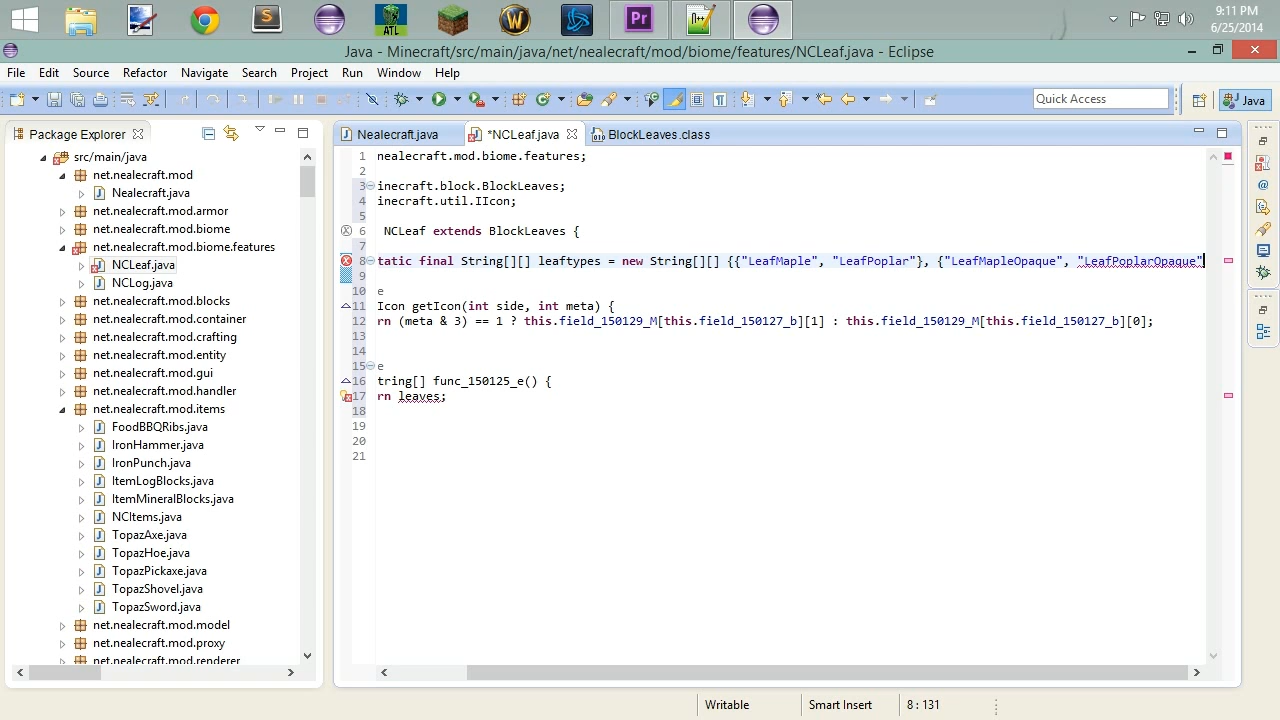 ATL
Pr
9:11 PM
6/25/2014
Java - Minecraft/src/main/java/net/nealecraft/mod/biome/features/NCLeaf.java - Eclipse
File Edit Source Refactor Navigate Search Project Run Window Help
Quick Access
Java
Package Explorer
src/main/java
net.nealecraft.mod
Nealecraft.java
net.nealecraft.mod.armor
net.nealecraft.mod.biome
net.nealecraft.mod.biome.features
NCLeaf.java
NCLog.java
net.nealecraft.mod.blocks
net.nealecraft.mod.container
net.nealecraft.mod.crafting
net.nealecraft.mod.entity
net.nealecraft.mod.gui
net.nealecraft.mod.handler
net.nealecraft.mod.items
FoodBBQRibs.java
IronHammer.java
IronPunch.java
ItemLogBlocks.java
ItemMineralBlocks.java
NCItems.java
TopazAxe.java
TopazHoe.java
TopazPickaxe.java
TopazShovel.java
TopazSword.java
net.nealecraft.mod.model
net.nealecraft.mod.proxy
net.nealecraft.mod.renderer
Nealecraft.java *NCLeaf.java BlockLeaves.class
1 nealecraft.mod.biome.features;
2
3 inecraft.block.BlockLeaves;
4 inecraft.util.IIcon;
5
6 NCLeaf extends BlockLeaves {
7
8 tatic final String[][] leaftypes = new String[][] {{"LeafMaple", "LeafPoplar"}, {"LeafMapleOpaque", "LeafPoplarOpaque"
9
10 e
11 Icon getIcon(int side, int meta) {
12 rn (meta & 3) == 1 ? this.field_150129_M[this.field_150127_b][1] : this.field_150129_M[this.field_150127_b][0];
13
14
15 e
16 tring[] func_150125_e() {
17 rn leaves;
18
19
20
21
Writable Smart Insert 8 : 131